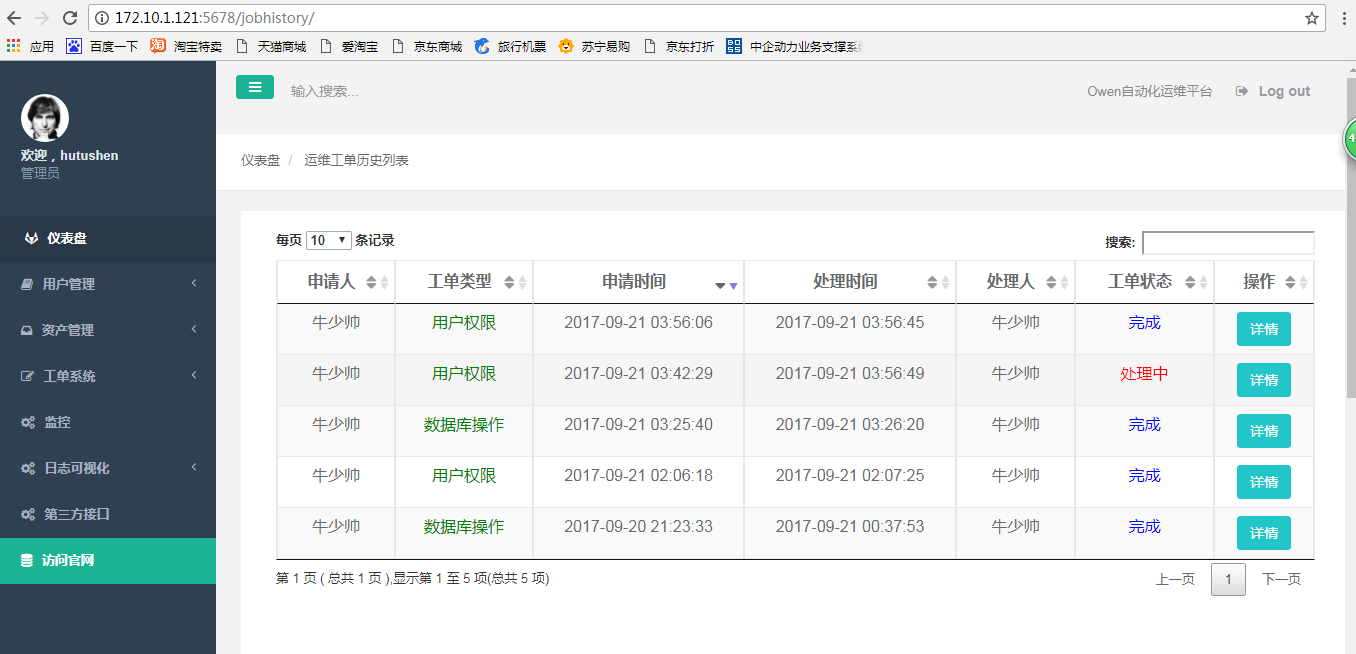 172.10.1.121:5678/jobhistory/
应用 百度一下 淘宝特卖 天猫商城 爱淘宝 京东商城 旅行机票 苏宁易购 京东打折 中企动力业务支撑系
输入搜索... Owen自动化运维平台 Log out
欢迎，hutushen
管理员
仪表盘
用户管理
资产管理
工单系统
监控
日志可视化
第三方接口
访问官网
仪表盘 / 运维工单历史列表
每页 10 条记录 搜索:
申请人 工单类型 申请时间 处理时间 处理人 工单状态 操作
牛少帅 用户权限 2017-09-21 03:56:06 2017-09-21 03:56:45 牛少帅 完成 详情
牛少帅 用户权限 2017-09-21 03:42:29 2017-09-21 03:56:49 牛少帅 处理中 详情
牛少帅 数据库操作 2017-09-21 03:25:40 2017-09-21 03:26:20 牛少帅 完成 详情
牛少帅 用户权限 2017-09-21 02:06:18 2017-09-21 02:07:25 牛少帅 完成 详情
牛少帅 数据库操作 2017-09-20 21:23:33 2017-09-21 00:37:53 牛少帅 完成 详情
第 1 页 ( 总共 1 页 ),显示第 1 至 5 项(总共 5 项) 上一页 1 下一页